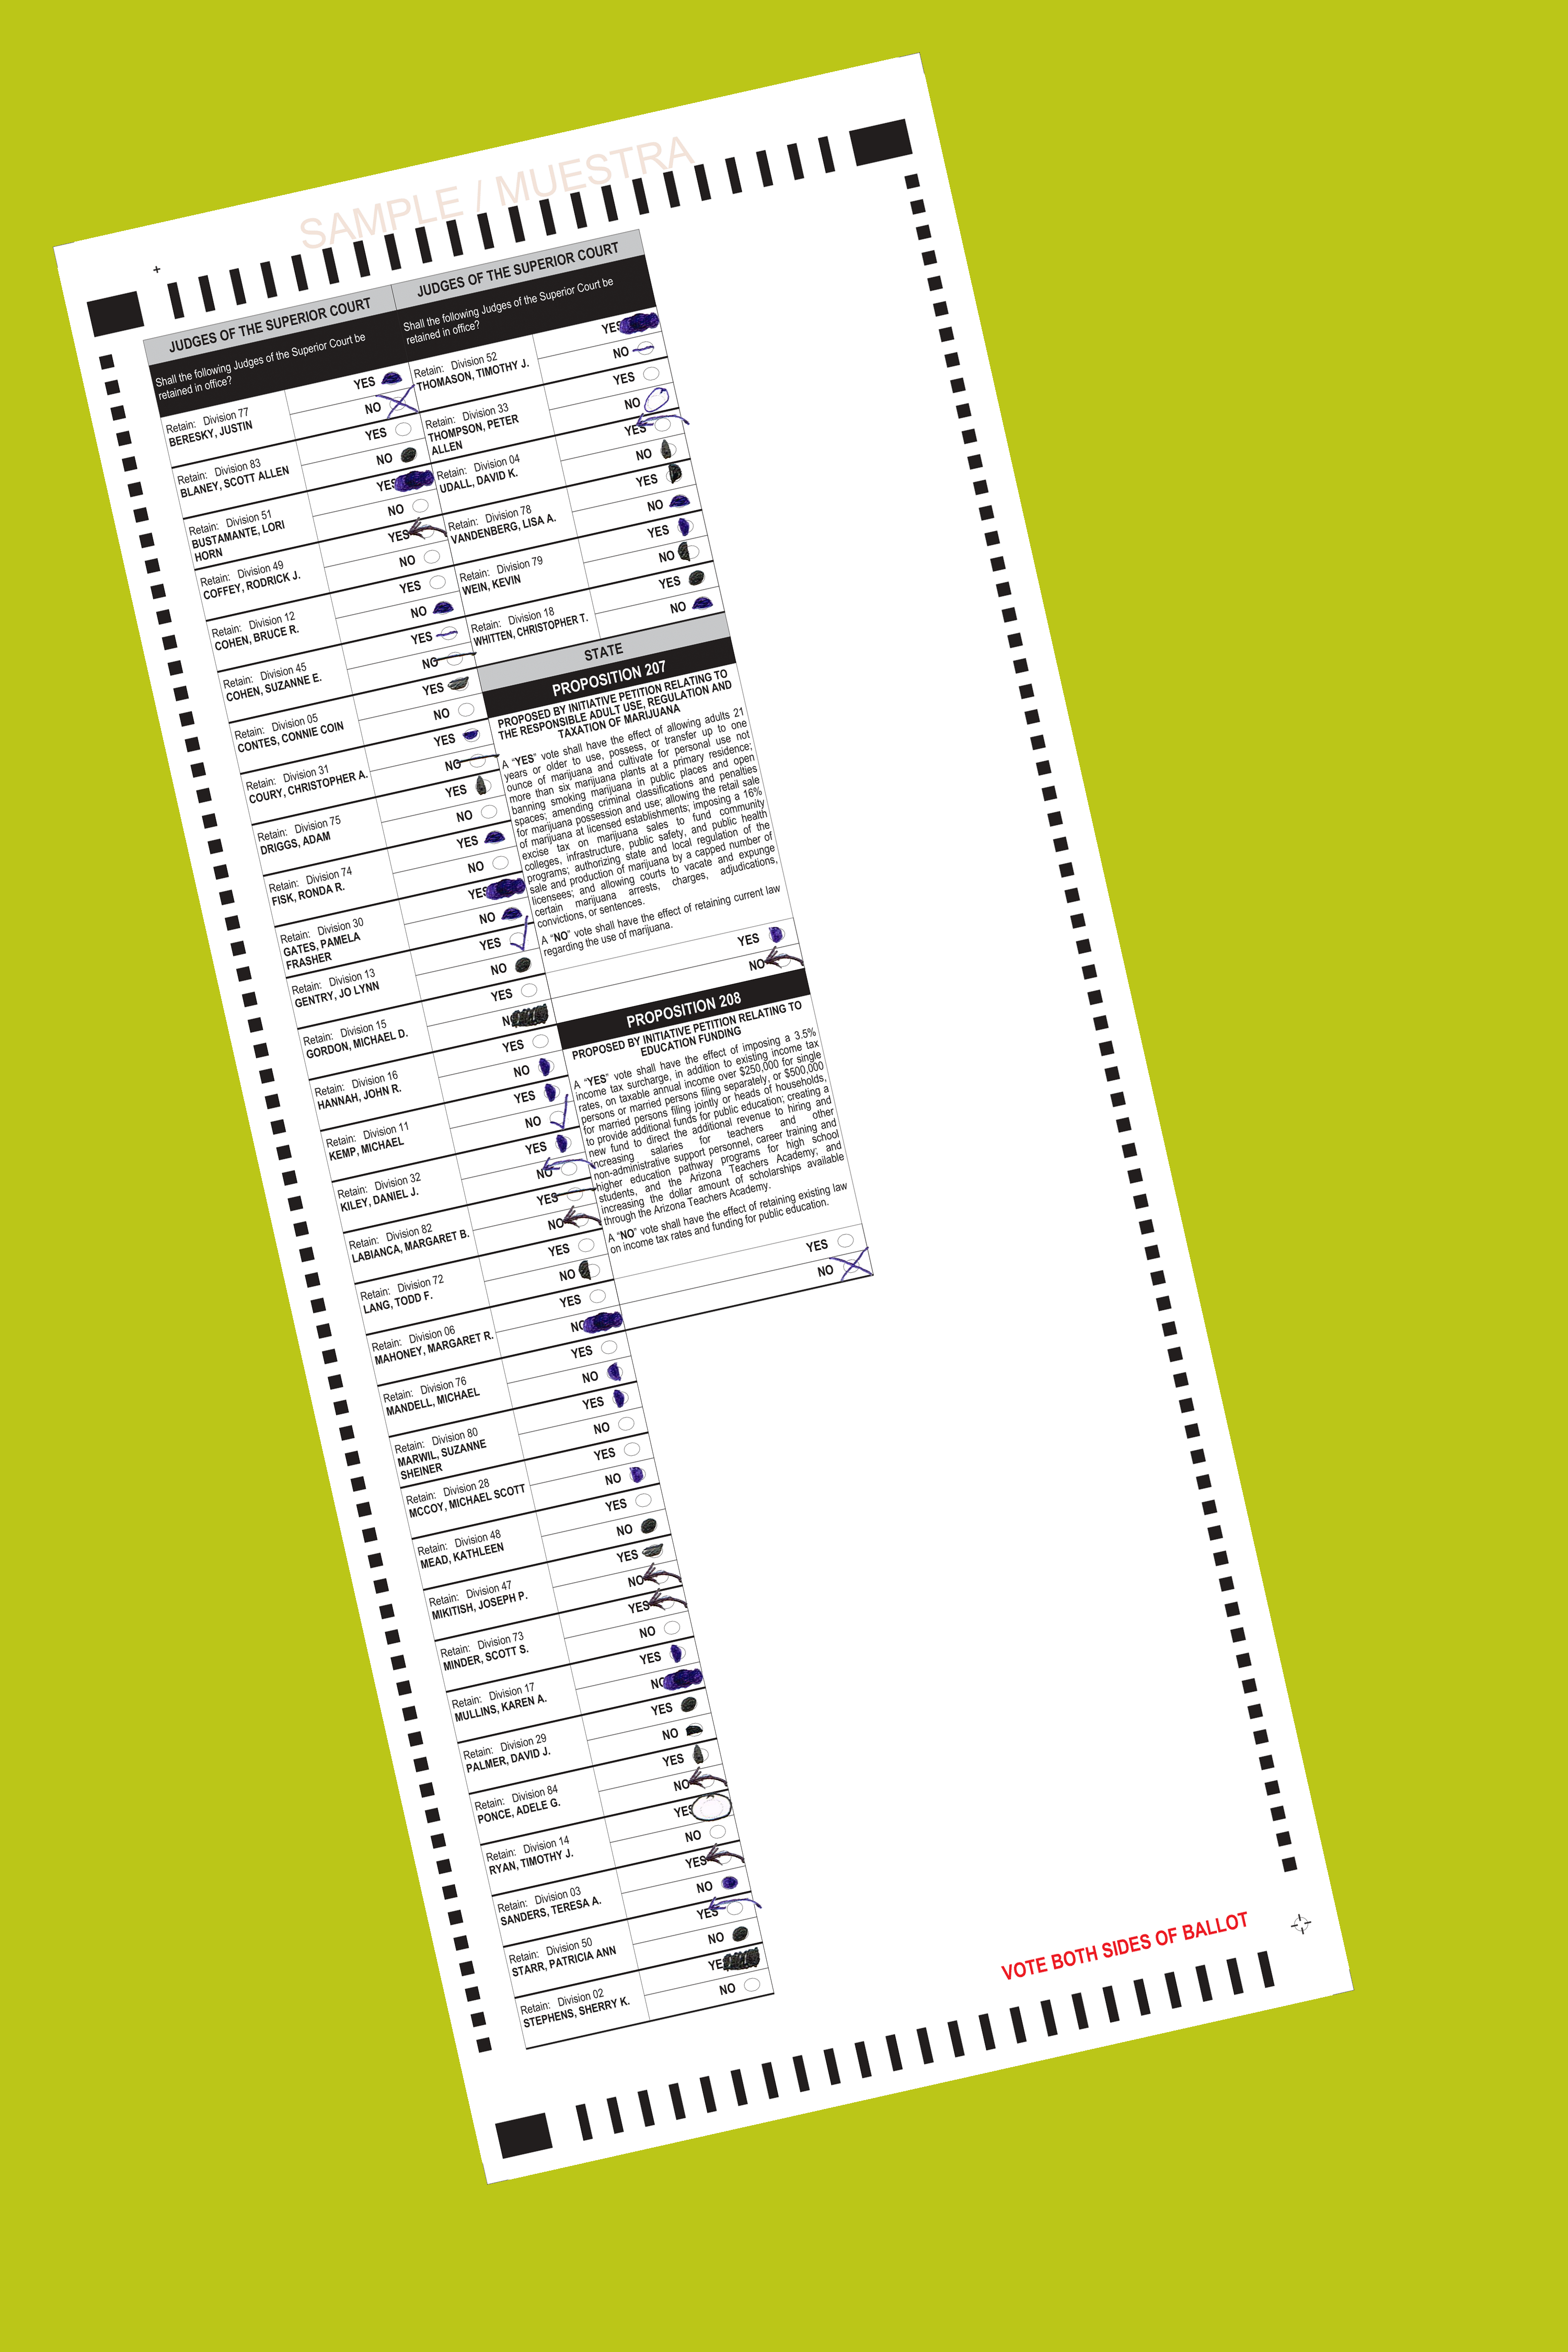 SAMPLE / MUESTRA
JUDGES OF THE SUPERIOR COURT
Shall the following Judges of the Superior Court be
retained in office?
Retain: Division 77
BERESKY, JUSTIN
YES
NO
Retain: Division 83
BLANEY, SCOTT ALLEN
YES
NO
Retain: Division 51
BUSTAMANTE, LORI
HORN
YES
NO
Retain: Division 49
COFFEY, RODRICK J.
YES
NO
Retain: Division 12
COHEN, BRUCE R.
YES
NO
Retain: Division 45
COHEN, SUZANNE E.
YES
NO
Retain: Division 05
CONTES, CONNIE COIN
YES
NO
Retain: Division 31
COURY, CHRISTOPHER A.
YES
NO
Retain: Division 75
DRIGGS, ADAM
YES
NO
Retain: Division 74
FISK, RONDA R.
YES
NO
Retain: Division 30
GATES, PAMELA
FRASHER
YES
NO
Retain: Division 13
GENTRY, JO LYNN
YES
NO
Retain: Division 15
GORDON, MICHAEL D.
YES
NO
Retain: Division 16
HANNAH, JOHN R.
YES
NO
Retain: Division 11
KEMP, MICHAEL
YES
NO
Retain: Division 32
KILEY, DANIEL J.
YES
NO
Retain: Division 82
LABIANCA, MARGARET B.
YES
NO
Retain: Division 72
LANG, TODD F.
YES
NO
Retain: Division 06
MAHONEY, MARGARET R.
YES
NO
Retain: Division 76
MANDELL, MICHAEL
YES
NO
Retain: Division 80
MARWIL, SUZANNE
SHEINER
YES
NO
Retain: Division 28
MCCOY, MICHAEL SCOTT
YES
NO
Retain: Division 48
MEAD, KATHLEEN
YES
NO
Retain: Division 47
MIKITISH, JOSEPH P.
YES
NO
Retain: Division 73
MINDER, SCOTT S.
YES
NO
Retain: Division 17
MULLINS, KAREN A.
YES
NO
Retain: Division 29
PALMER, DAVID J.
YES
NO
Retain: Division 84
PONCE, ADELE G.
YES
NO
Retain: Division 14
RYAN, TIMOTHY J.
YES
NO
Retain: Division 03
SANDERS, TERESA A.
YES
NO
Retain: Division 50
STARR, PATRICIA ANN
YES
NO
Retain: Division 02
STEPHENS, SHERRY K.
YES
NO
JUDGES OF THE SUPERIOR COURT
Shall the following Judges of the Superior Court be
retained in office?
Retain: Division 52
THOMASON, TIMOTHY J.
YES
NO
Retain: Division 33
THOMPSON, PETER
ALLEN
YES
NO
Retain: Division 04
UDALL, DAVID K.
YES
NO
Retain: Division 78
VANDENBERG, LISA A.
YES
NO
Retain: Division 79
WEIN, KEVIN
YES
NO
Retain: Division 18
WHITTEN, CHRISTOPHER T.
YES
NO
STATE
PROPOSITION 207
PROPOSED BY INITIATIVE PETITION RELATING TO
THE RESPONSIBLE ADULT USE, REGULATION AND
TAXATION OF MARIJUANA
A “YES” vote shall have the effect of allowing adults 21
years or older to use, possess, or transfer up to one
ounce of marijuana and cultivate for personal use not
more than six marijuana plants at a primary residence;
banning smoking marijuana in public places and open
spaces; amending criminal classifications and penalties
for marijuana possession and use; allowing the retail sale
of marijuana at licensed establishments; imposing a 16%
excise tax on marijuana sales to fund community
colleges, infrastructure, public safety, and public health
programs; authorizing state and local regulation of the
sale and production of marijuana by a capped number of
licensees; and allowing courts to vacate and expunge
certain marijuana arrests, charges, adjudications,
convictions, or sentences.
A “NO” vote shall have the effect of retaining current law
regarding the use of marijuana.
YES
NO
PROPOSITION 208
PROPOSED BY INITIATIVE PETITION RELATING TO
EDUCATION FUNDING
A “YES” vote shall have the effect of imposing a 3.5%
income tax surcharge, in addition to existing income tax
rates, on taxable annual income over $250,000 for single
persons or married persons filing separately, or $500,000
for married persons filing jointly or heads of households,
to provide additional funds for public education; creating a
new fund to direct the additional revenue to hiring and
increasing salaries for teachers and other
non-administrative support personnel, career training and
higher education pathway programs for high school
students, and the Arizona Teachers Academy; and
increasing the dollar amount of scholarships available
through the Arizona Teachers Academy.
A “NO” vote shall have the effect of retaining existing law
on income tax rates and funding for public education.
YES
NO
VOTE BOTH SIDES OF BALLOT